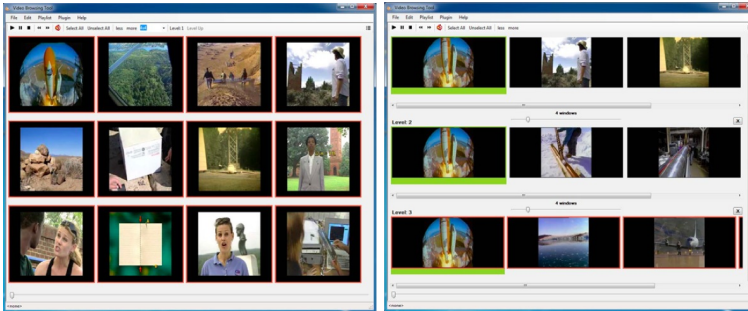 Video Browsing Tool
File Edit Playlist Plugin Help
Select All Unselect All less more Level: 1 Level Up
<none>
Video Browsing Tool
File Edit Playlist Plugin Help
Select All Unselect All less more
4 windows
Level: 2
X
4 windows
Level: 3
X
<none>